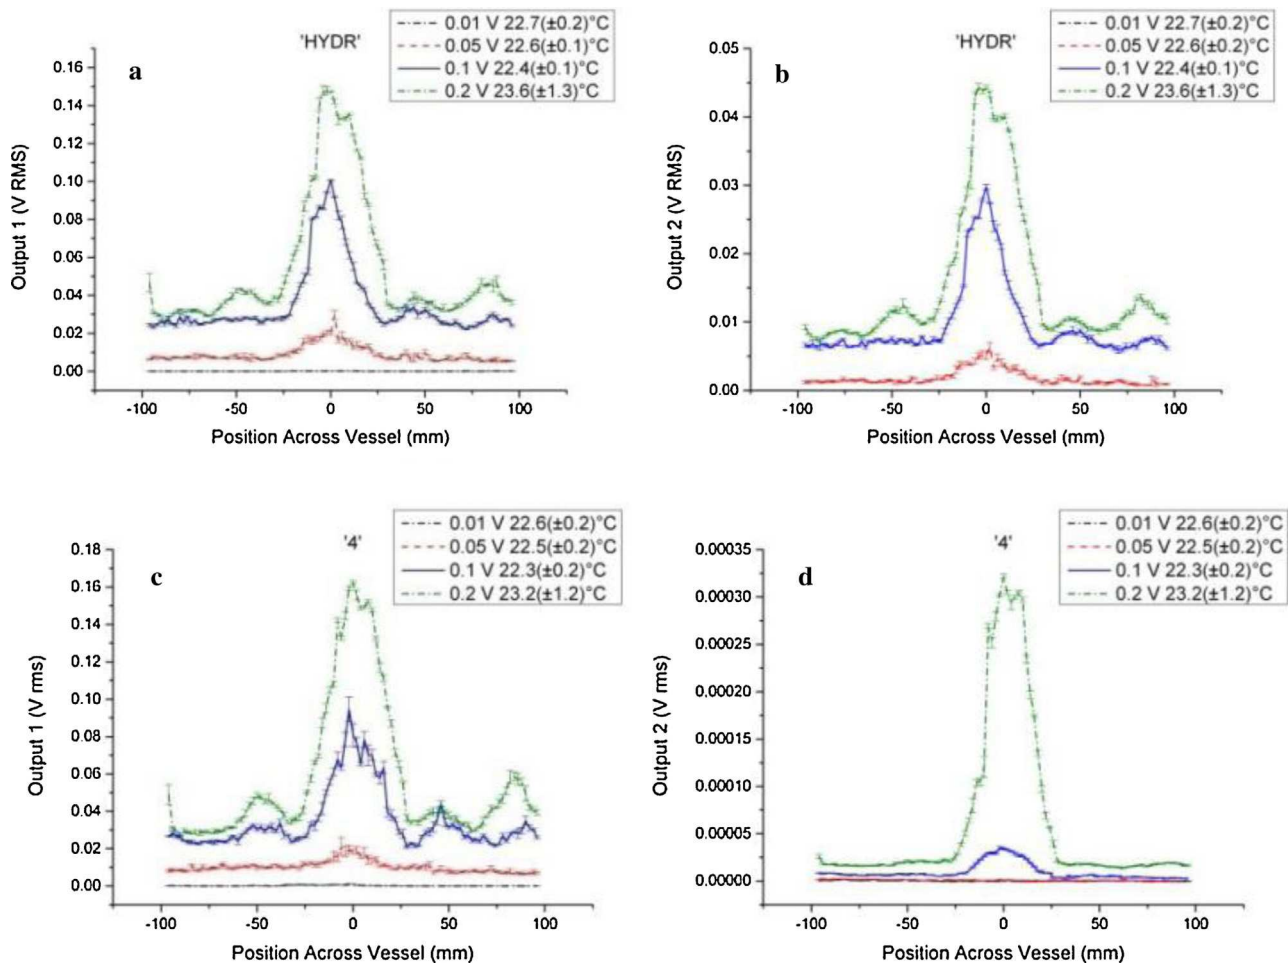 a
'HYDR'
0.01 V 22.7(±0.2)°C
0.05 V 22.6(±0.1)°C
0.1 V 22.4(±0.1)°C
0.2 V 23.6(±1.3)°C
0.16
0.14
0.12
0.10
0.08
0.06
0.04
0.02
0.00
Output 1 (V RMS)
-100 -50 0 50 100
Position Across Vessel (mm)
b
'HYDR'
0.01 V 22.7(±0.2)°C
0.05 V 22.6(±0.2)°C
0.1 V 22.4(±0.1)°C
0.2 V 23.6(±1.3)°C
0.05
0.04
0.03
0.02
0.01
0.00
Output 2 (V RMS)
-100 -50 0 50 100
Position Across Vessel (mm)
c
'4'
0.01 V 22.6(±0.2)°C
0.05 V 22.5(±0.2)°C
0.1 V 22.3(±0.2)°C
0.2 V 23.2(±1.2)°C
0.18
0.16
0.14
0.12
0.10
0.08
0.06
0.04
0.02
0.00
Output 1 (V rms)
-100 -50 0 50 100
Position Across Vessel (mm)
d
'4'
0.01 V 22.6(±0.2)°C
0.05 V 22.5(±0.2)°C
0.1 V 22.3(±0.2)°C
0.2 V 23.2(±1.2)°C
0.00035
0.00030
0.00025
0.00020
0.00015
0.00010
0.00005
0.00000
Output 2 (V rms)
-100 -50 0 50 100
Position Across Vessel (mm)